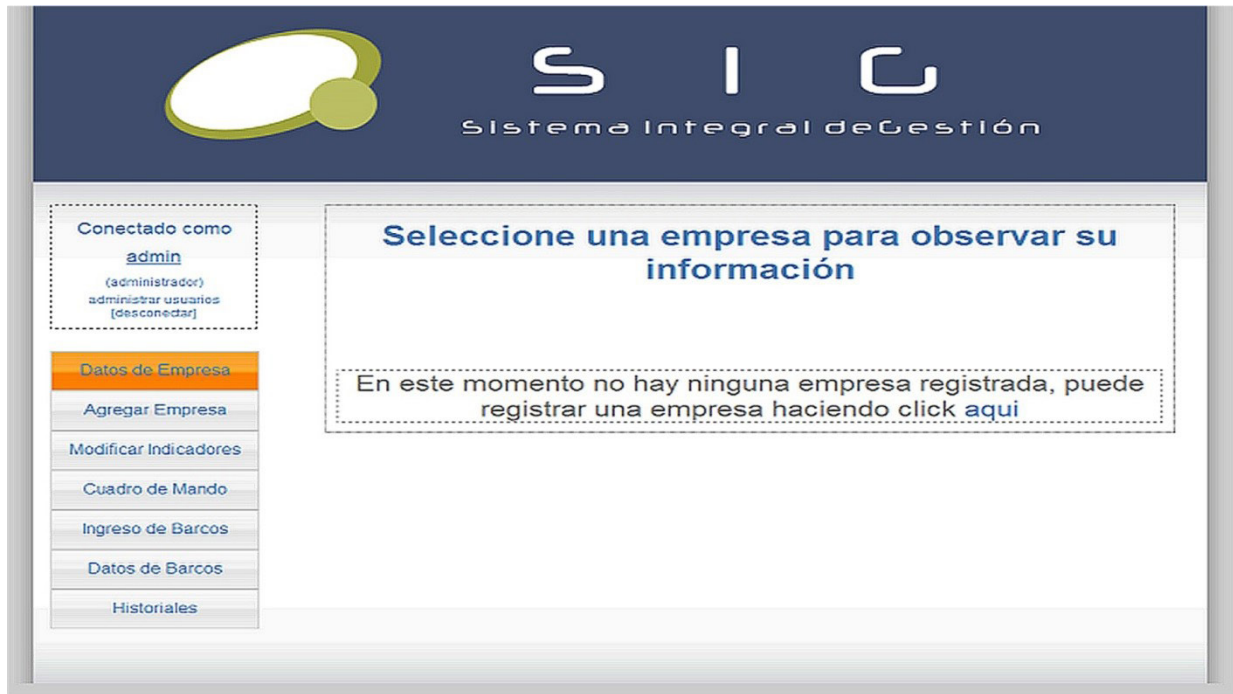 SIG
Sistema Integral deGestión
Conectado como
admin
(administrador)
administrar usuarios
[desconectar]
Datos de Empresa
Agregar Empresa
Modificar Indicadores
Cuadro de Mando
Ingreso de Barcos
Datos de Barcos
Historiales
Seleccione una empresa para observar su
información
En este momento no hay ninguna empresa registrada, puede
registrar una empresa haciendo click aqui